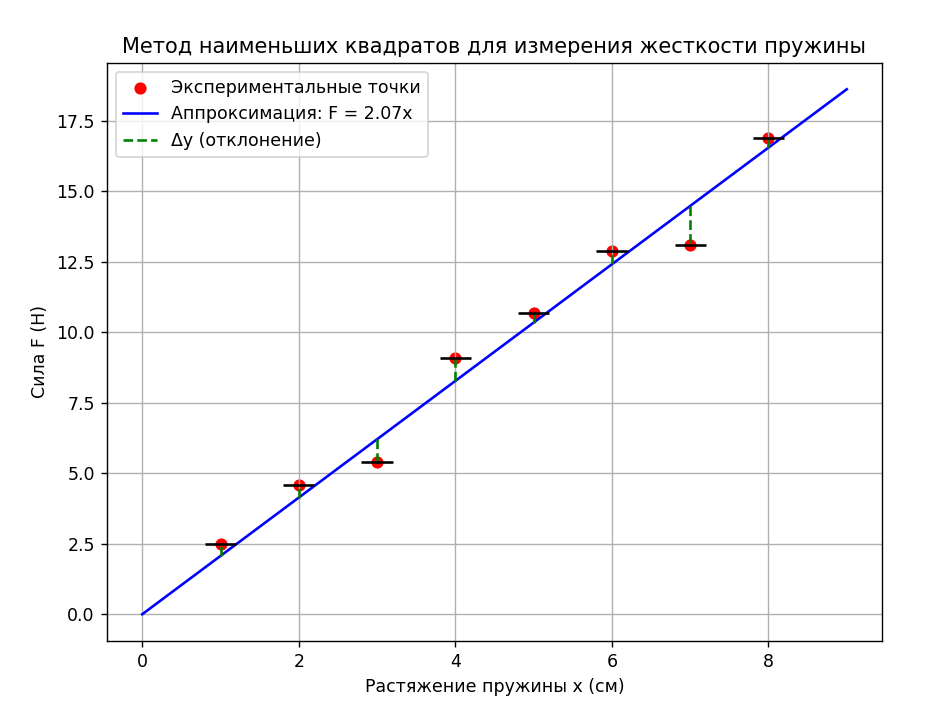 Метод наименьших квадратов для измерения жесткости пружины
Экспериментальные точки
Аппроксимация: F = 2.07x
Δy (отклонение)
17.5
15.0
12.5
10.0
7.5
5.0
2.5
0.0
Сила F (Н)
0 2 4 6 8
Растяжение пружины x (см)